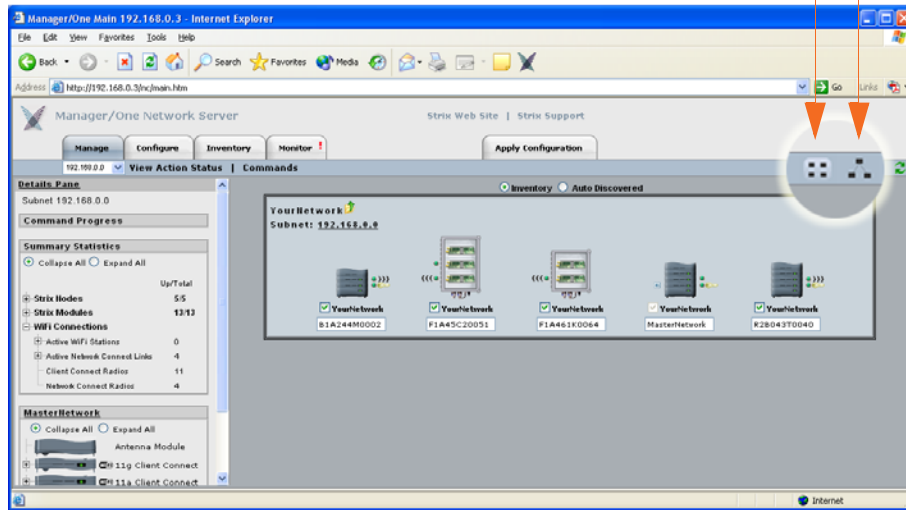 Manager/One Main 192.168.0.3 - Internet Explorer
File Edit View Favorites Tools Help
Back Search Favorites Media
Address http://192.168.0.3/nc/main.htm Go Links
Manager/One Network Server Strix Web Site | Strix Support
Manage Configure Inventory Monitor ! Apply Configuration
192.168.0.0 View Action Status | Commands
Details Pane
Subnet 192.168.0.0
Command Progress
Summary Statistics
Collapse All Expand All
Up/Total
Strix Nodes 5/5
Strix Modules 13/13
WiFi Connections
Active WiFi Stations 0
Active Network Connect Links 4
Client Connect Radios 11
Network Connect Radios 4
MasterNetwork
Collapse All Expand All
Antenna Module
11g Client Connect
11a Client Connect
Inventory Auto Discovered
YourNetwork
Subnet: 192.168.0.0
YourNetwork YourNetwork YourNetwork YourNetwork YourNetwork
B1A244M0002 F1A45C20051 F1A461K0064 MasterNetwork R2B043T0040
Internet